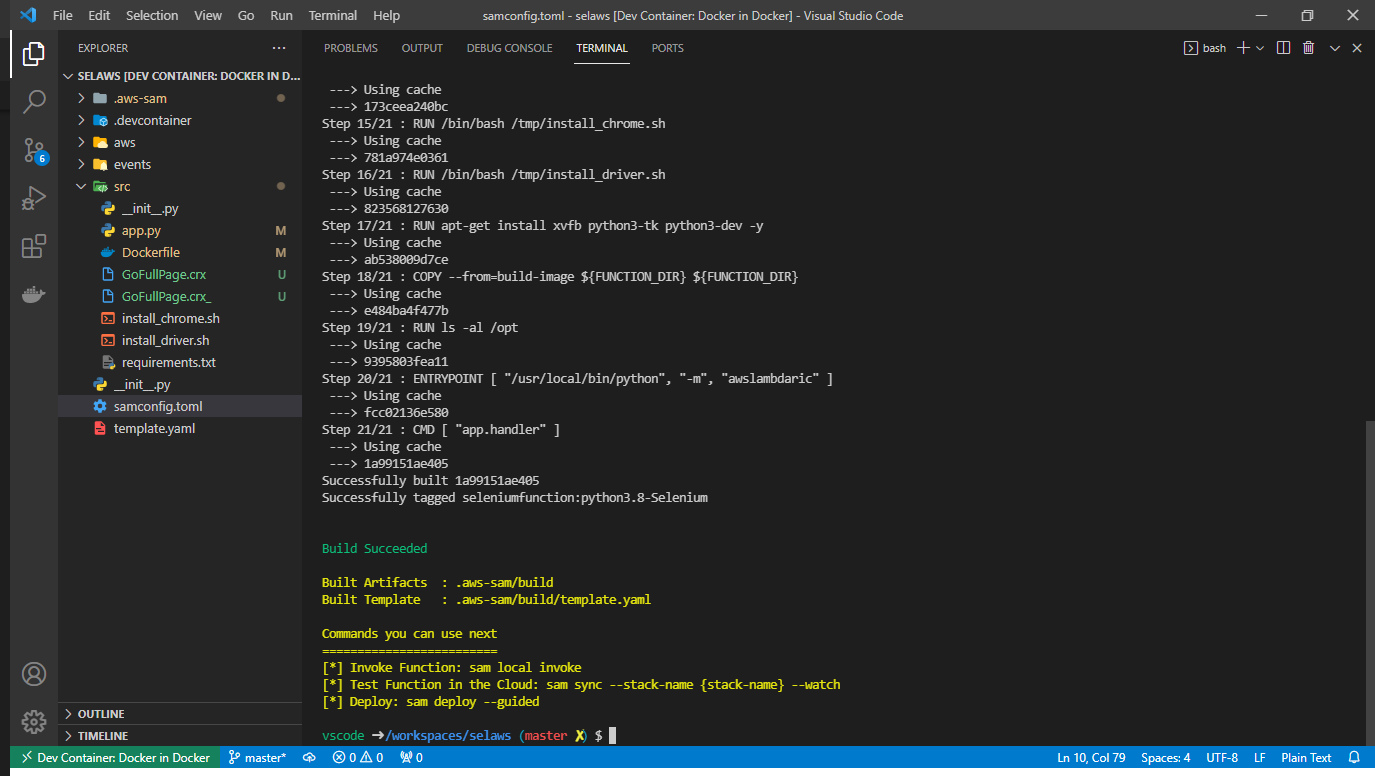 File Edit Selection View Go Run Terminal Help
samconfig.toml - selaws [Dev Container: Docker in Docker] - Visual Studio Code
EXPLORER
SELAWS [DEV CONTAINER: DOCKER IN D...
.aws-sam
.devcontainer
aws
events
src
__init__.py
app.py M
Dockerfile M
GoFullPage.crx U
GoFullPage.crx_ U
install_chrome.sh
install_driver.sh
requirements.txt
__init__.py
samconfig.toml
template.yaml
OUTLINE
TIMELINE
6
PROBLEMS OUTPUT DEBUG CONSOLE TERMINAL PORTS
bash
---> Using cache
---> 173ceea240bc
Step 15/21 : RUN /bin/bash /tmp/install_chrome.sh
---> Using cache
---> 781a974e0361
Step 16/21 : RUN /bin/bash /tmp/install_driver.sh
---> Using cache
---> 823568127630
Step 17/21 : RUN apt-get install xvfb python3-tk python3-dev -y
---> Using cache
---> ab538009d7ce
Step 18/21 : COPY --from=build-image ${FUNCTION_DIR} ${FUNCTION_DIR}
---> Using cache
---> e484ba4f477b
Step 19/21 : RUN ls -al /opt
---> Using cache
---> 9395803fea11
Step 20/21 : ENTRYPOINT [ "/usr/local/bin/python", "-m", "awslambdaric" ]
---> Using cache
---> fcc02136e580
Step 21/21 : CMD [ "app.handler" ]
---> Using cache
---> 1a99151ae405
Successfully built 1a99151ae405
Successfully tagged seleniumfunction:python3.8-Selenium
Build Succeeded
Built Artifacts : .aws-sam/build
Built Template : .aws-sam/build/template.yaml
Commands you can use next
=========================
[*] Invoke Function: sam local invoke
[*] Test Function in the Cloud: sam sync --stack-name {stack-name} --watch
[*] Deploy: sam deploy --guided
vscode ➜/workspaces/selaws (master ✗) $
Dev Container: Docker in Docker master* 0 0 0 Ln 10, Col 79 Spaces: 4 UTF-8 LF Plain Text